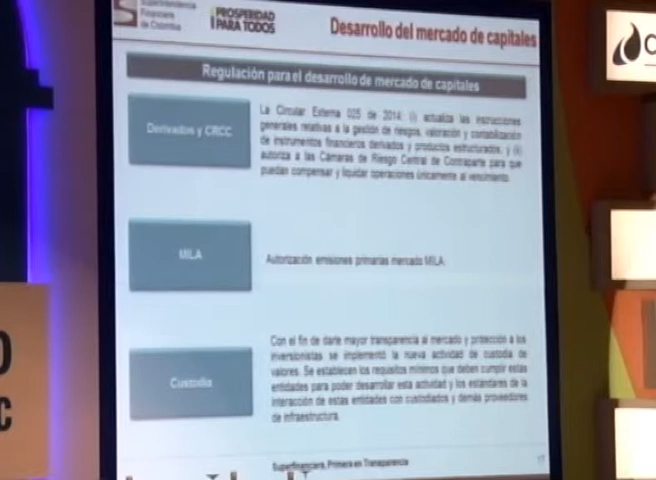 Superintendencia
Financiera
de Colombia
PROSPERIDAD
PARA TODOS
Desarrollo del mercado de capitales
Regulación para el desarrollo de mercado de capitales
Derivados y CRCC
La Circular Externa 025 de 2014: (i) actualiza las instrucciones
generales relativas a la gestión de riesgos, valoración y contabilización
de instrumentos financieros derivados y productos estructurados, y (ii)
autoriza a las Cámaras de Riesgo Central de Contraparte para que
puedan compensar y liquidar operaciones únicamente al vencimiento.
MILA
Autorización emisiones primarias mercado MILA.
Custodia
Con el fin de darle mayor transparencia al mercado y protección a los
inversionistas se implementó la nueva actividad de custodia de
valores. Se establecen los requisitos mínimos que deben cumplir estas
entidades para poder desarrollar esta actividad y los estándares de la
interacción de estas entidades con custodiados y demás proveedores
de infraestructura.
Superfinanciera, Primera en Transparencia
17